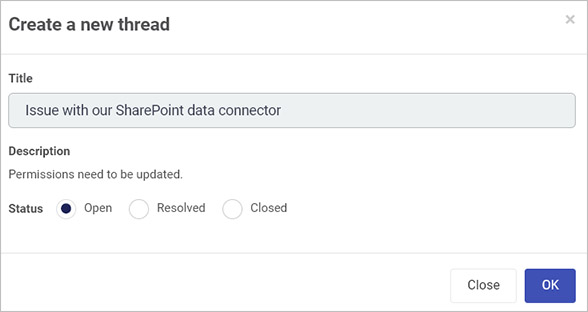 Create a new thread
×
Title
Issue with our SharePoint data connector
Description
Permissions need to be updated.
Status Open Resolved Closed
Close OK